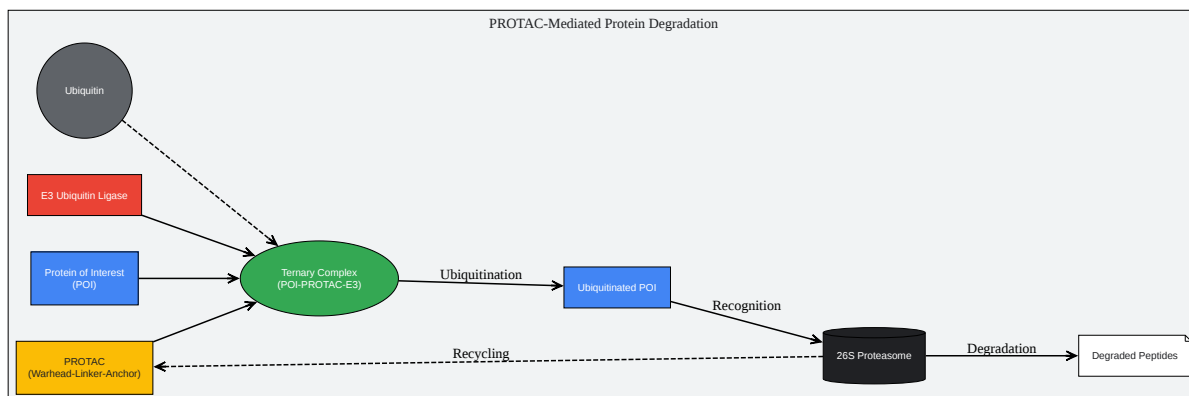 PROTAC-Mediated Protein Degradation
Ubiquitin
E3 Ubiquitin Ligase
Protein of Interest
(POI)
PROTAC
(Warhead-Linker-Anchor)
Ternary Complex
(POI-PROTAC-E3)
Ubiquitination
Ubiquitinated POI
Recognition
Recycling
26S Proteasome
Degradation
Degraded Peptides